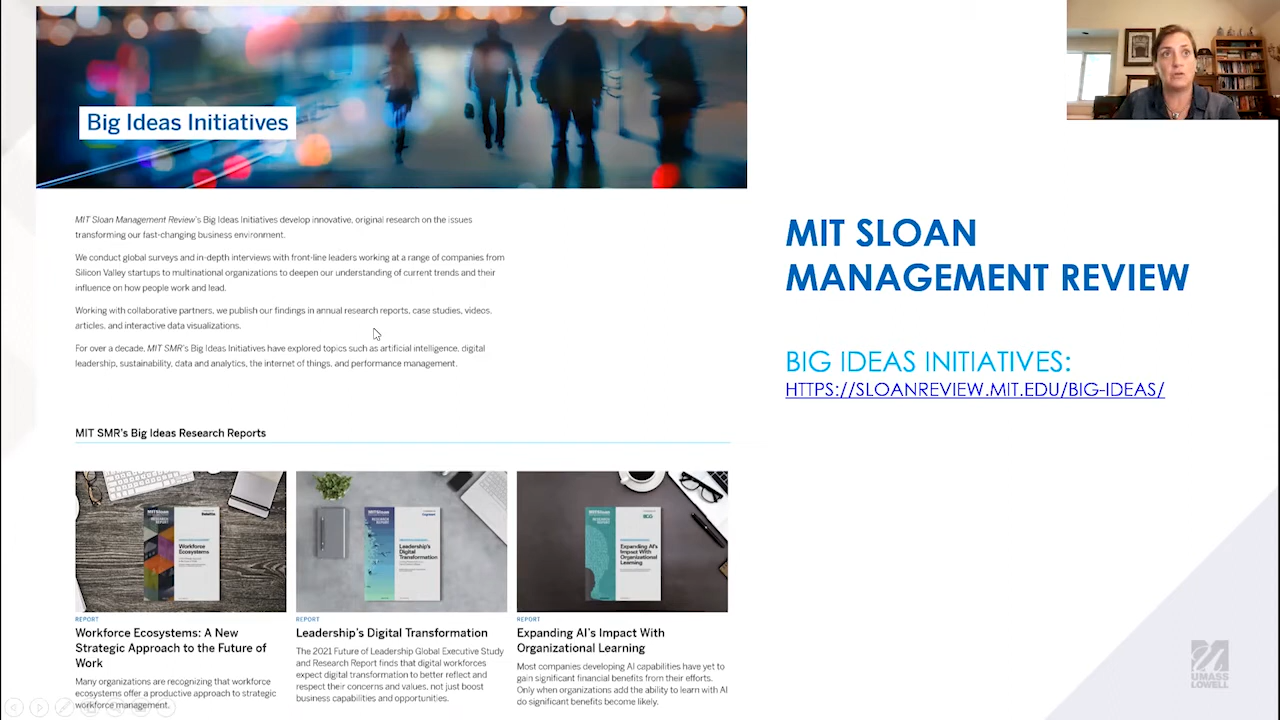 Big Ideas Initiatives
MIT Sloan Management Review's Big Ideas Initiatives develop innovative, original research on the issues
transforming our fast-changing business environment.
We conduct global surveys and in-depth interviews with front-line leaders working at a range of companies from
Silicon Valley startups to multinational organizations to deepen our understanding of current trends and their
influence on how people work and lead.
Working with collaborative partners, we publish our findings in annual research reports, case studies, videos,
articles, and interactive data visualizations.
For over a decade, MIT SMR's Big Ideas Initiatives have explored topics such as artificial intelligence, digital
leadership, sustainability, data and analytics, the internet of things, and performance management.
MIT SLOAN
MANAGEMENT REVIEW
BIG IDEAS INITIATIVES:
HTTPS://SLOANREVIEW.MIT.EDU/BIG-IDEAS/
MIT SMR's Big Ideas Research Reports
Workforce
Ecosystems
Leadership's
Digital
Transformation
Expanding AI's
Impact With
Organizational
Learning
REPORT
Workforce Ecosystems: A New
Strategic Approach to the Future of
Work
Many organizations are recognizing that workforce
ecosystems offer a productive approach to strategic
workforce management.
REPORT
Leadership's Digital Transformation
The 2021 Future of Leadership Global Executive Study
and Research Report finds that digital workforces
expect digital transformation to better reflect and
respect their concerns and values, not just boost
business capabilities and opportunities.
REPORT
Expanding AI's Impact With
Organizational Learning
Most companies developing AI capabilities have yet to
gain significant financial benefits from their efforts.
Only when organizations add the ability to learn with AI
do significant benefits become likely.
UMASS
LOWELL